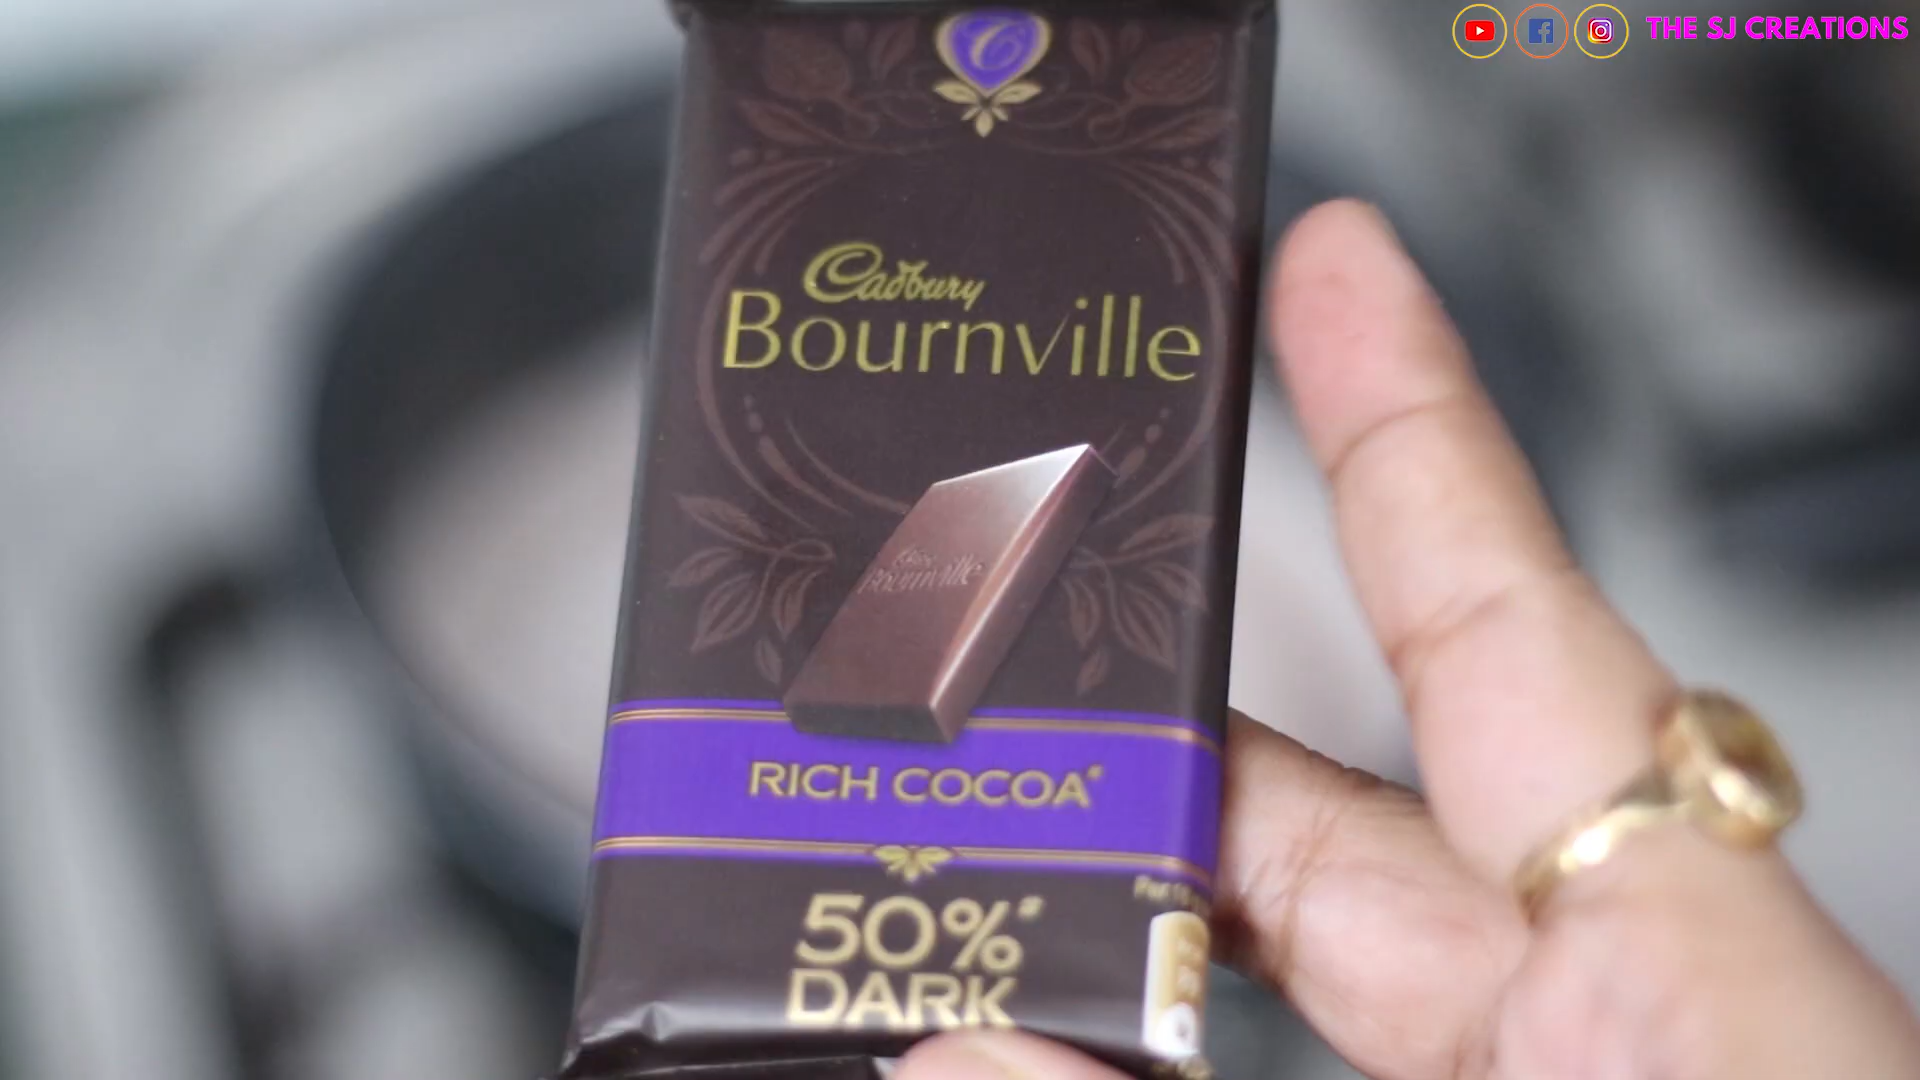 THE SJ CREATIONS
Cadbury
Bournville
Bournville
RICH COCOA*
50%*
DARK